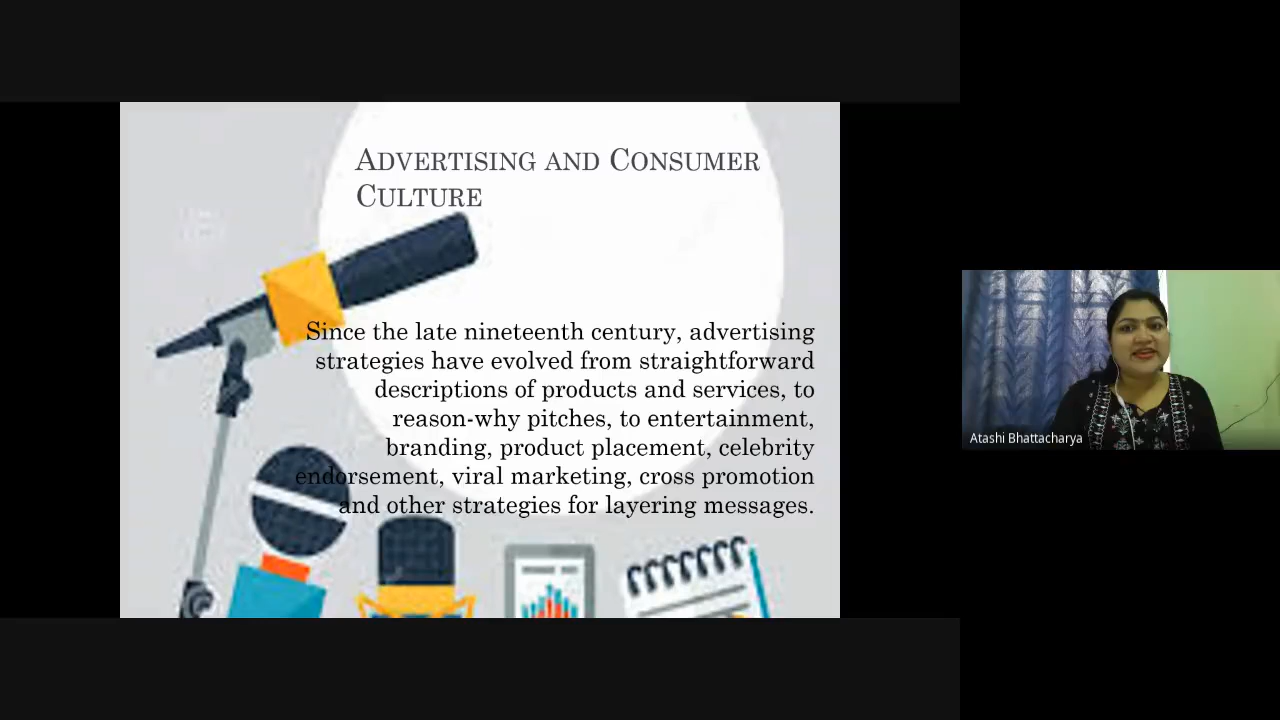 ADVERTISING AND CONSUMER
CULTURE
Since the late nineteenth century, advertising
strategies have evolved from straightforward
descriptions of products and services, to
reason-why pitches, to entertainment,
branding, product placement, celebrity
endorsement, viral marketing, cross promotion
and other strategies for layering messages.
Atashi Bhattacharya